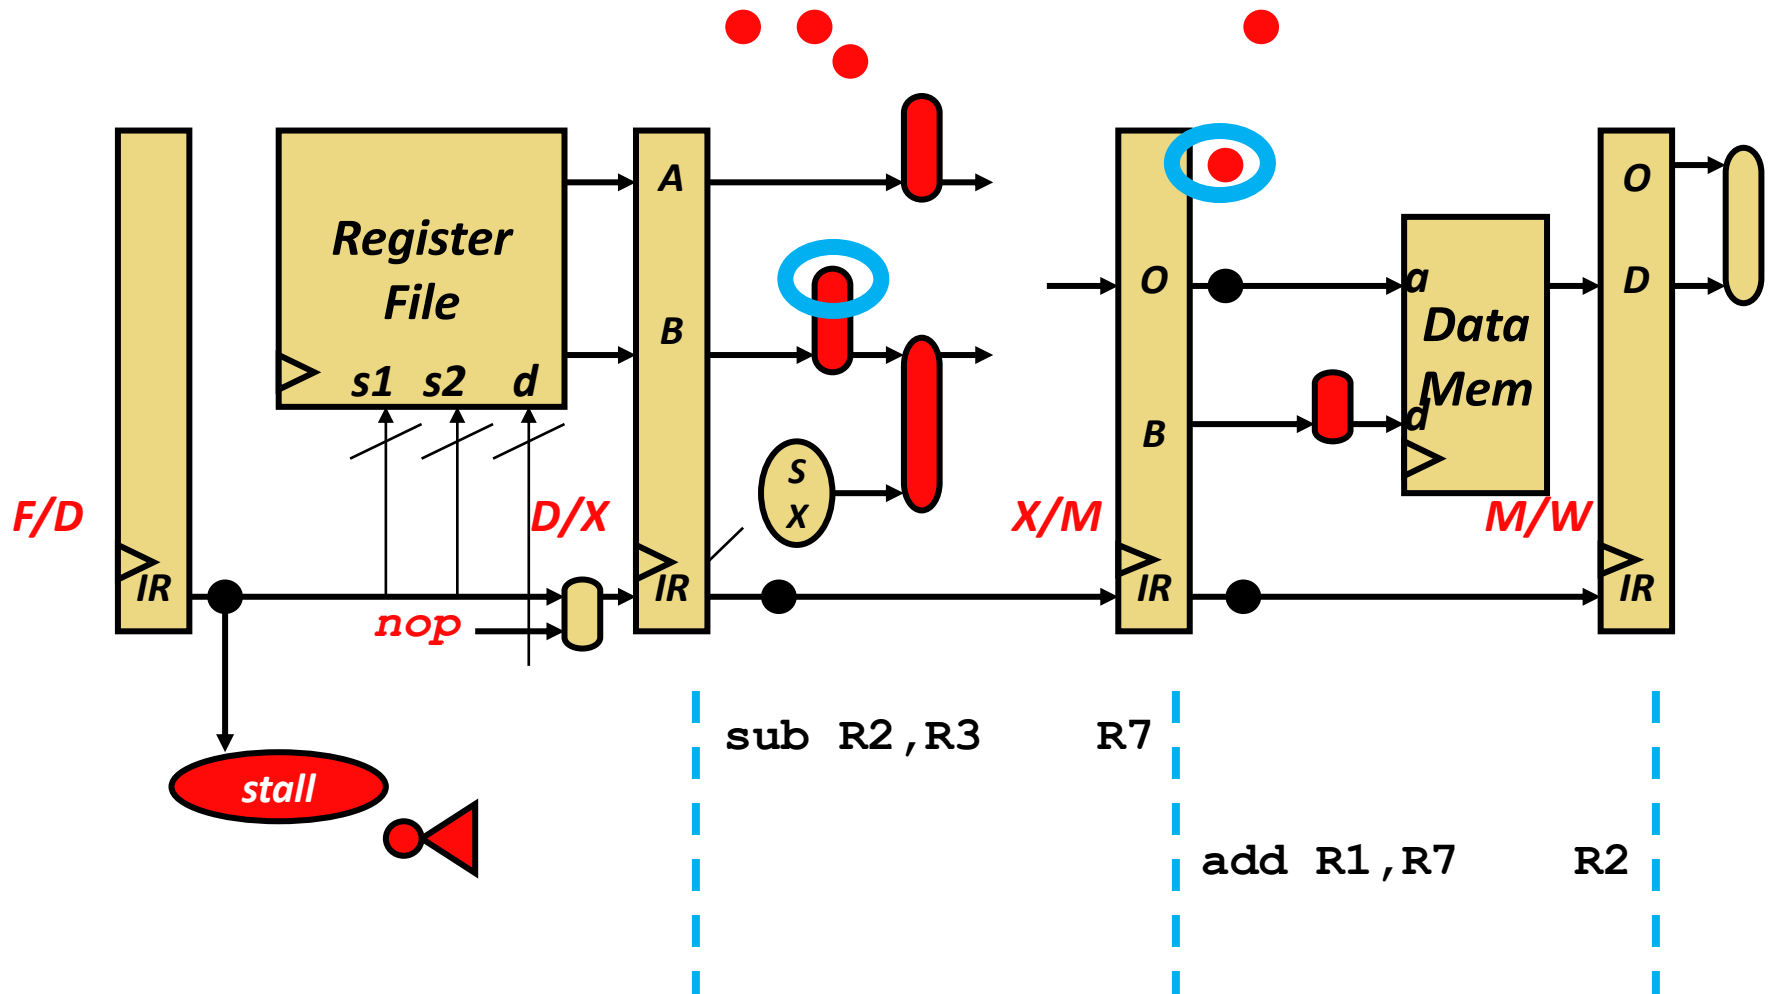 A
Register
File
O
a
O
D
B
Data
Mem
s1 s2 d
d
B
S
X
F/D
D/X
X/M
M/W
IR
IR
IR
IR
nop
sub R2,R3 R7
stall
add R1,R7 R2